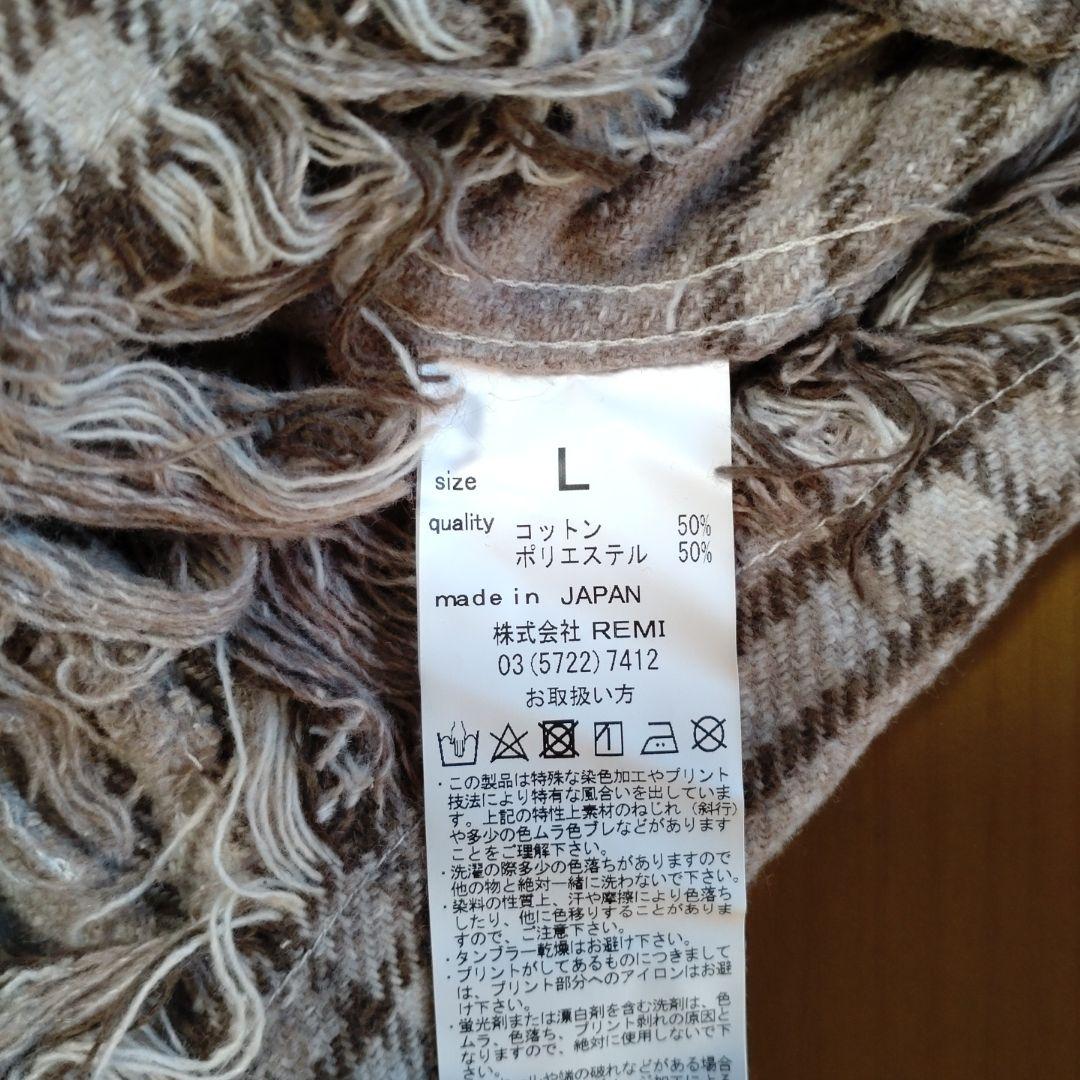 size L
quality コットン 50%
ポリエステル 50%
made in JAPAN
株式会社 REMI
03(5722)7412
お取扱い方
・この製品は特殊な染色加工やプリント
技法により特有な風合いを出していま
す。上記の特性上素材のねじれ（斜行）
や多少の色ムラ色ブレなどがあります
ことをご理解下さい。
・洗濯の際多少の色落ちがありますので
他の物と絶対一緒に洗わないで下さい。
・染料の性質上、汗や摩擦により色落ち
したり、他に色移りすることがありま
すので、ご注意下さい。
・タンブラー乾燥はお避け下さい。
・プリントがしてあるものにつきまして
は、プリント部分へのアイロンはお避
け下さい。
・蛍光剤または漂白剤を含む洗剤は、色
ムラ、色落ち、プリント剥れの原因と
なりますので、絶対に使用しないで下
さい。
や端の破れなどがある場合